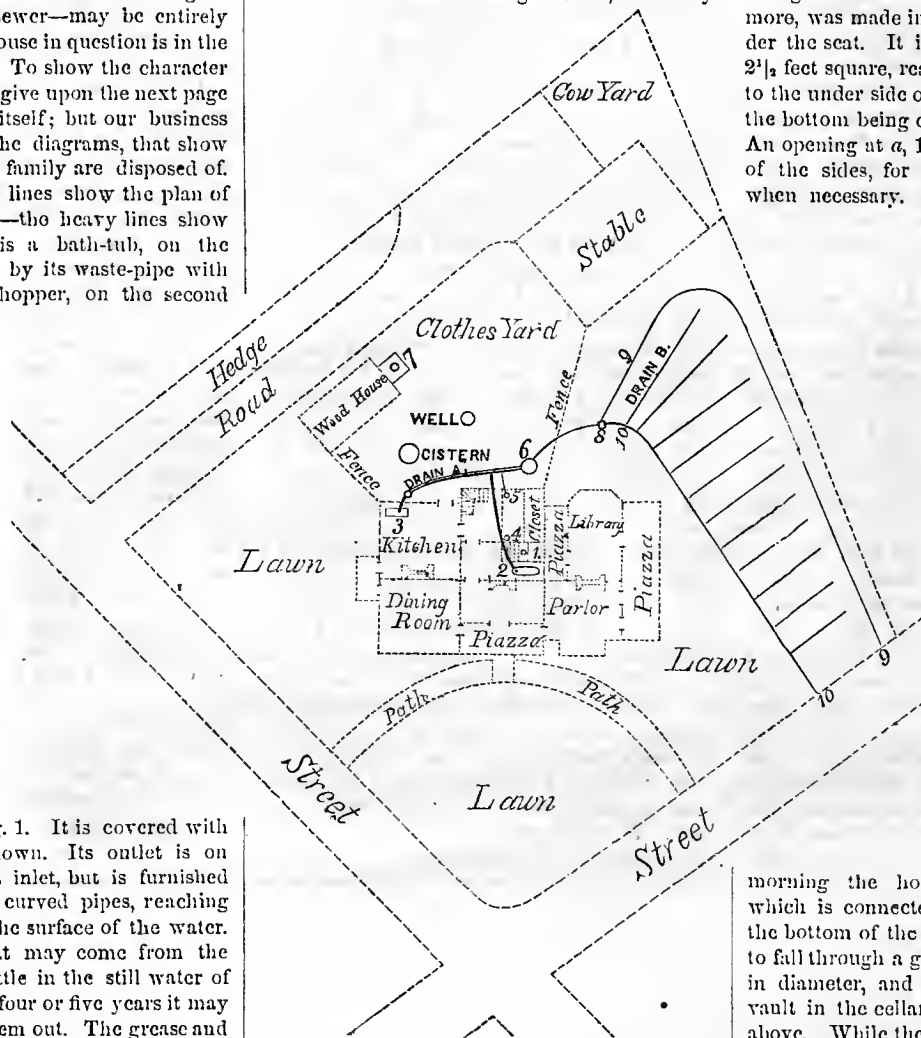 sewer—may be entirely
ouse in question is in the
To show the character
give upon the next page
itself; but our business
he diagrams, that show
family are disposed of.
lines show the plan of
—the heavy lines show
is a bath-tub, on the
by its waste-pipe with
hopper, on the second
more, was made in
der the seat. It i
2¹|₂ feet square, rea
to the under side o
the bottom being o
An opening at a, 1
of the sides, for
when necessary.
Cow Yard
Stable
Clothes Yard
Hedge
Road
Wood House
7
Fence
WELL
CISTERN
DRAIN A.
6
Fence
9
DRAIN B.
8
10
3
5
Closet
4
1
2
Kitchen
Library
Piazza
Piazza
Dining
Room
Parlor
Piazza
Lawn
Lawn
9
10
Path
Path
Street
Lawn
Street
g. 1. It is covered with
own. Its outlet is on
inlet, but is furnished
curved pipes, reaching
he surface of the water.
at may come from the
tle in the still water of
four or five years it may
em out. The grease and
morning the ho
which is connecte
the bottom of the
to fall through a g
in diameter, and
vault in the cellar
above. While the